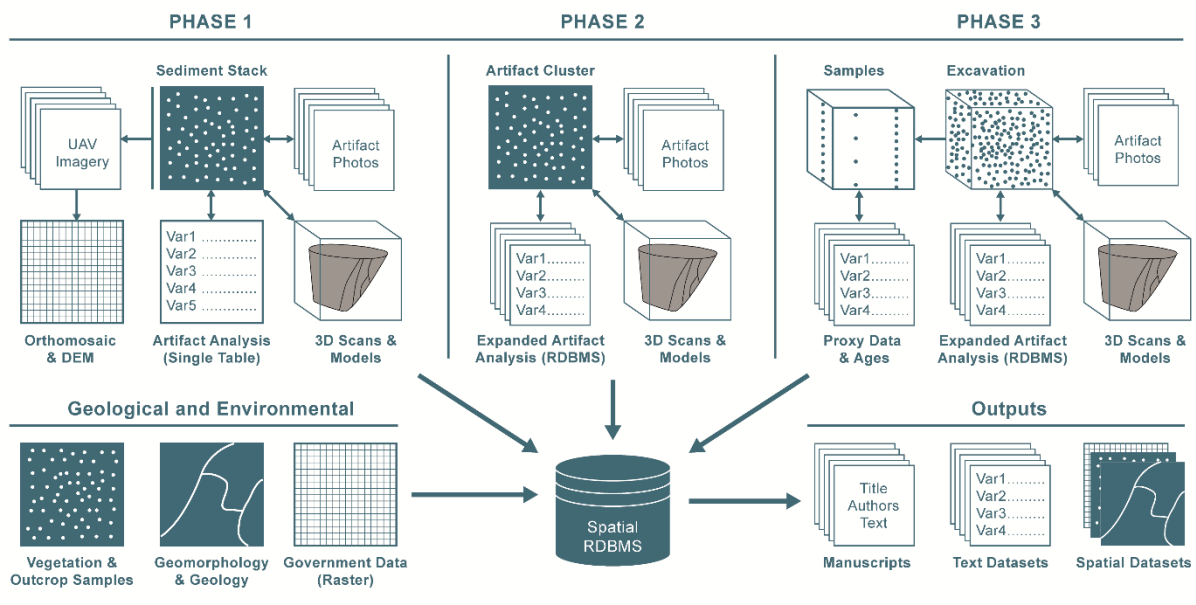 PHASE 1
PHASE 2
PHASE 3
Sediment Stack
UAV
Imagery
Artifact
Photos
Orthomosaic
& DEM
Var1 ............
Var2 ............
Var3 ............
Var4 ............
Var5 ............
Artifact Analysis
(Single Table)
3D Scans &
Models
Artifact Cluster
Artifact
Photos
Var1.........
Var2.........
Var3.........
Var4.........
Expanded Artifact
Analysis (RDBMS)
3D Scans &
Models
Samples
Excavation
Artifact
Photos
Var1.........
Var2.........
Var3.........
Var4.........
Proxy Data
& Ages
Var1.........
Var2.........
Var3.........
Var4.........
Expanded Artifact
Analysis (RDBMS)
3D Scans &
Models
Geological and Environmental
Vegetation &
Outcrop Samples
Geomorphology
& Geology
Government Data
(Raster)
Spatial
RDBMS
Outputs
Title
Authors
Text
Manuscripts
Var1.........
Var2.........
Var3.........
Var4.........
Text Datasets
Spatial Datasets